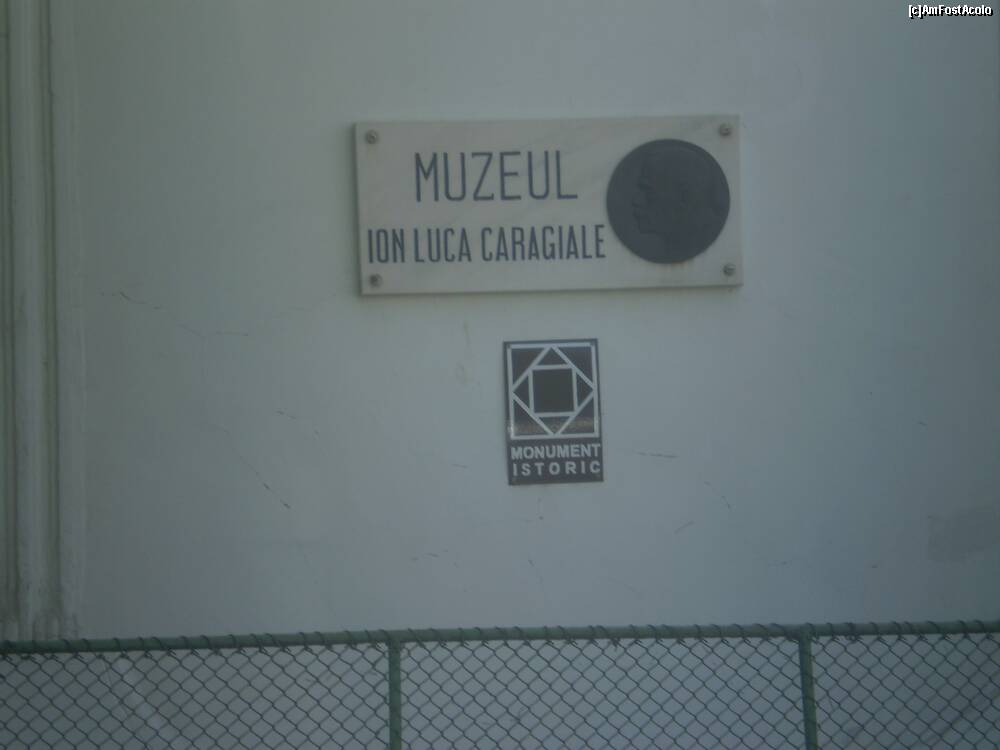 [c]AmFostAcolo
MUZEUL
ION LUCA CARAGIALE
MONUMENT
ISTORIC